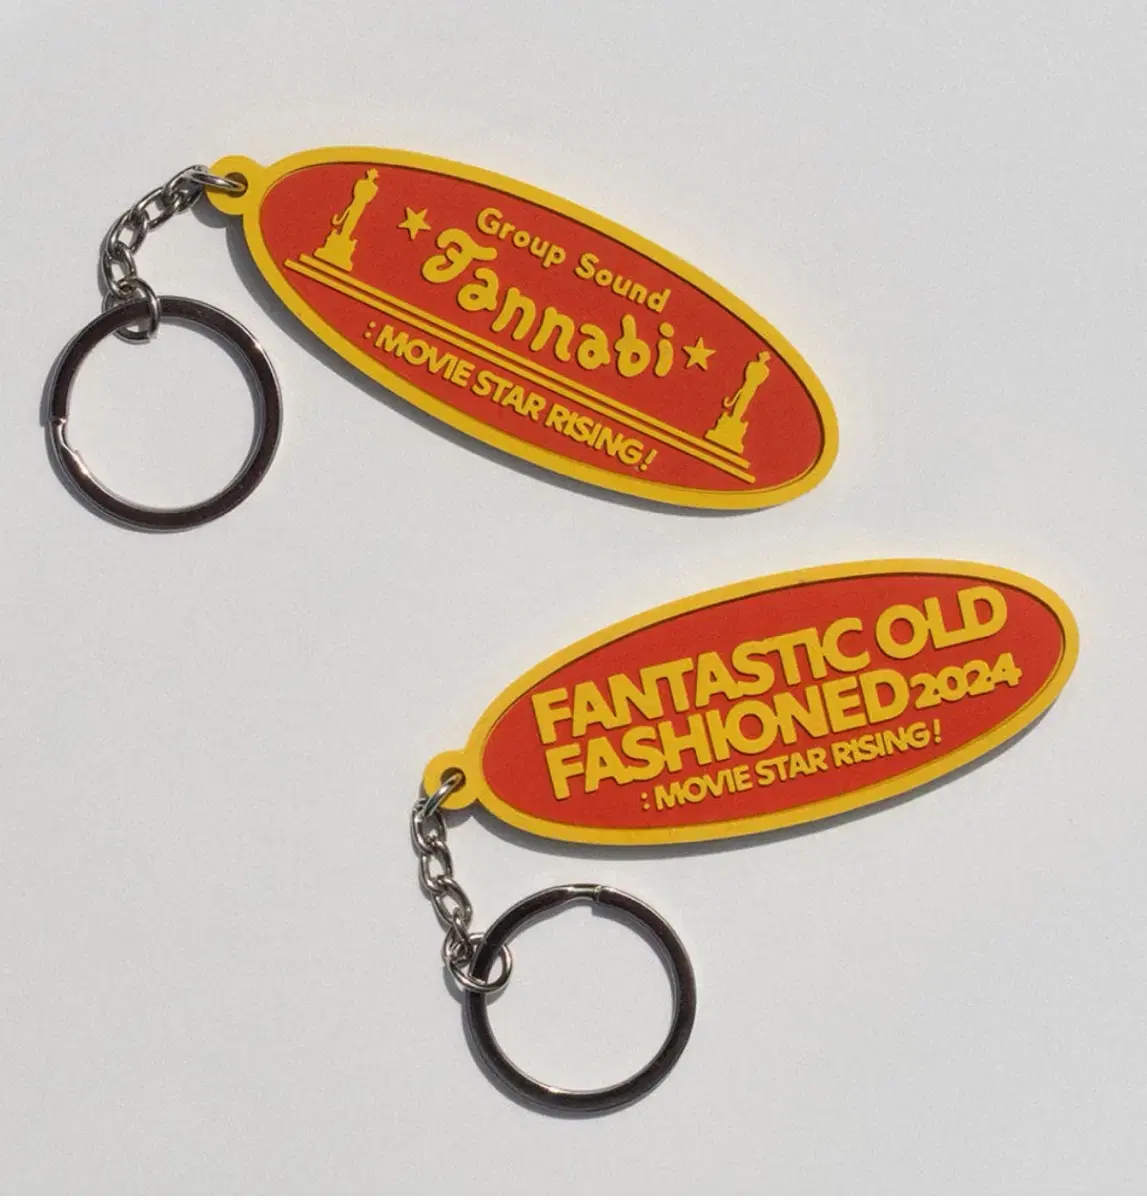 Group Sound
Jannabi
: MOVIE STAR RISING!
FANTASTIC OLD
FASHIONED 2024
: MOVIE STAR RISING!